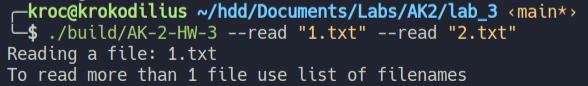 ┌─kroc@krokodilius ~/hdd/Documents/Labs/AK2/lab_3 ‹main*›
└─$ ./build/AK-2-HW-3 --read "1.txt" --read "2.txt"
Reading a file: 1.txt
To read more than 1 file use list of filenames